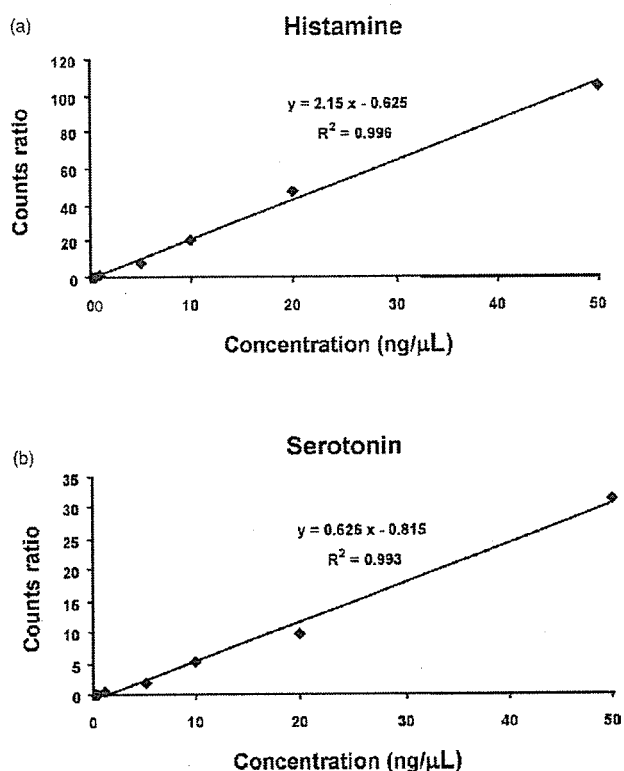 (a)
Histamine
Counts ratio
120
100
80
60
40
20
0
y = 2.15 x - 0.625
R² = 0.996
00 10 20 30 40 50
Concentration (ng/μL)
(b)
Serotonin
Counts ratio
35
30
25
20
15
10
5
0
y = 0.626 x - 0.815
R² = 0.993
0 10 20 30 40 50
Concentration (ng/μL)